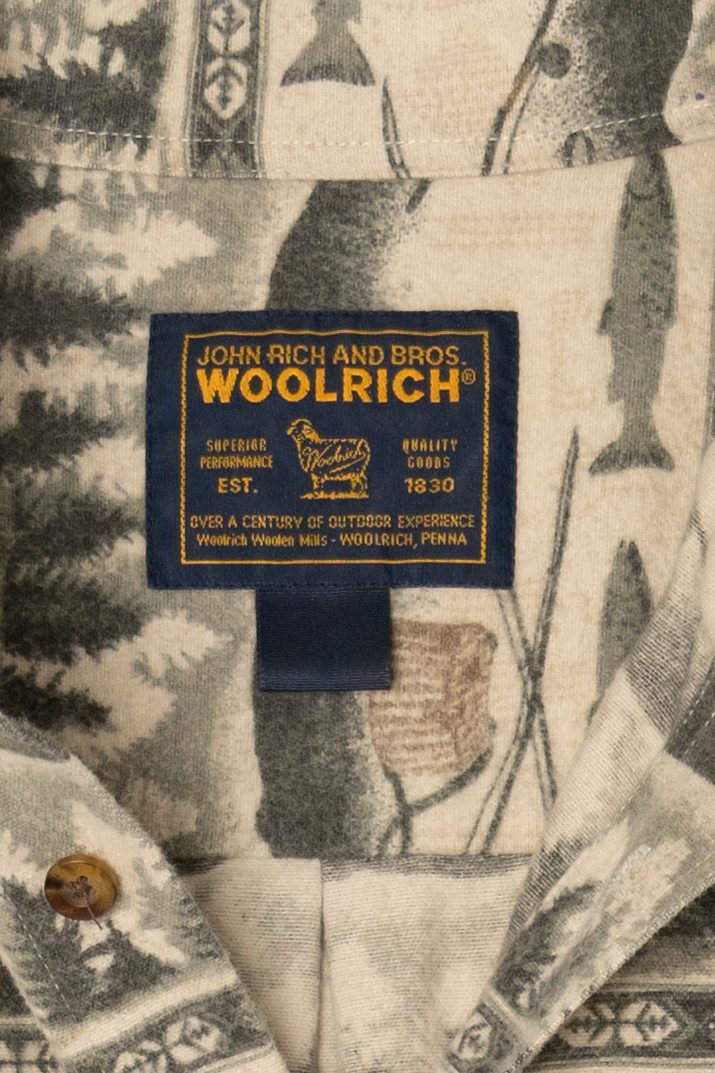 JOHN RICH AND BROS.
WOOLRICH®
SUPERIOR PERFORMANCE
Woolrich
QUALITY GOODS
EST. 1830
OVER A CENTURY OF OUTDOOR EXPERIENCE
Woolrich Woolen Mills - WOOLRICH, PENNA